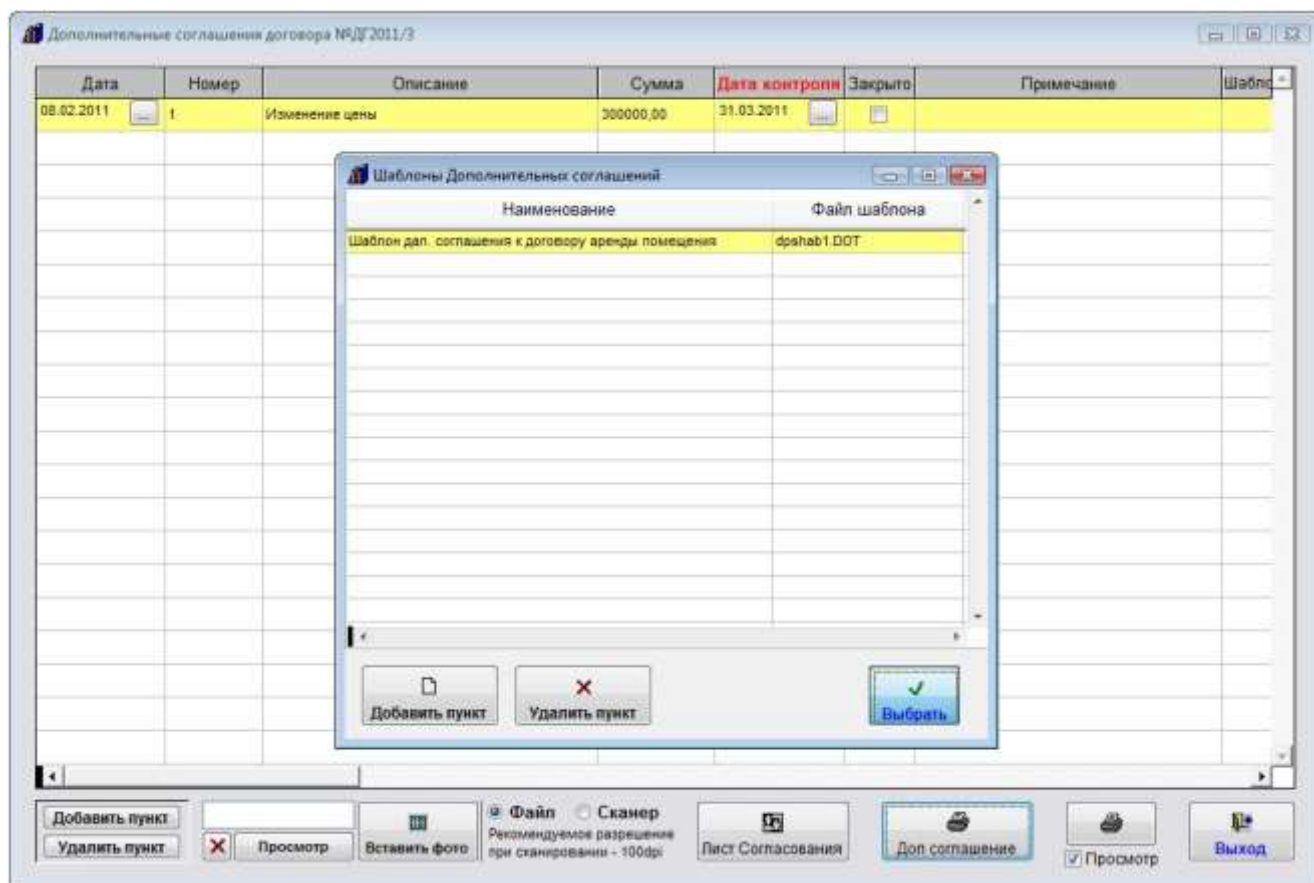 Дополнительные соглашения договора №ДГ2011/3
Дата Номер Описание Сумма Дата контроля Закрыто Примечание Шабло
08.02.2011 ... 1 Изменение цены 300000,00 31.03.2011 ...
Шаблоны Дополнительных соглашений
Наименование Файл шаблона
Шаблон доп. соглашения к договору аренды помещения dpshab1.DOT
Добавить пункт Удалить пункт Выбрать
Добавить пункт
Удалить пункт
Просмотр
Вставить фото
Файл Сканер
Рекомендуемое разрешение
при сканировании - 100dpi
Лист Согласования
Доп соглашение
Просмотр
Выход